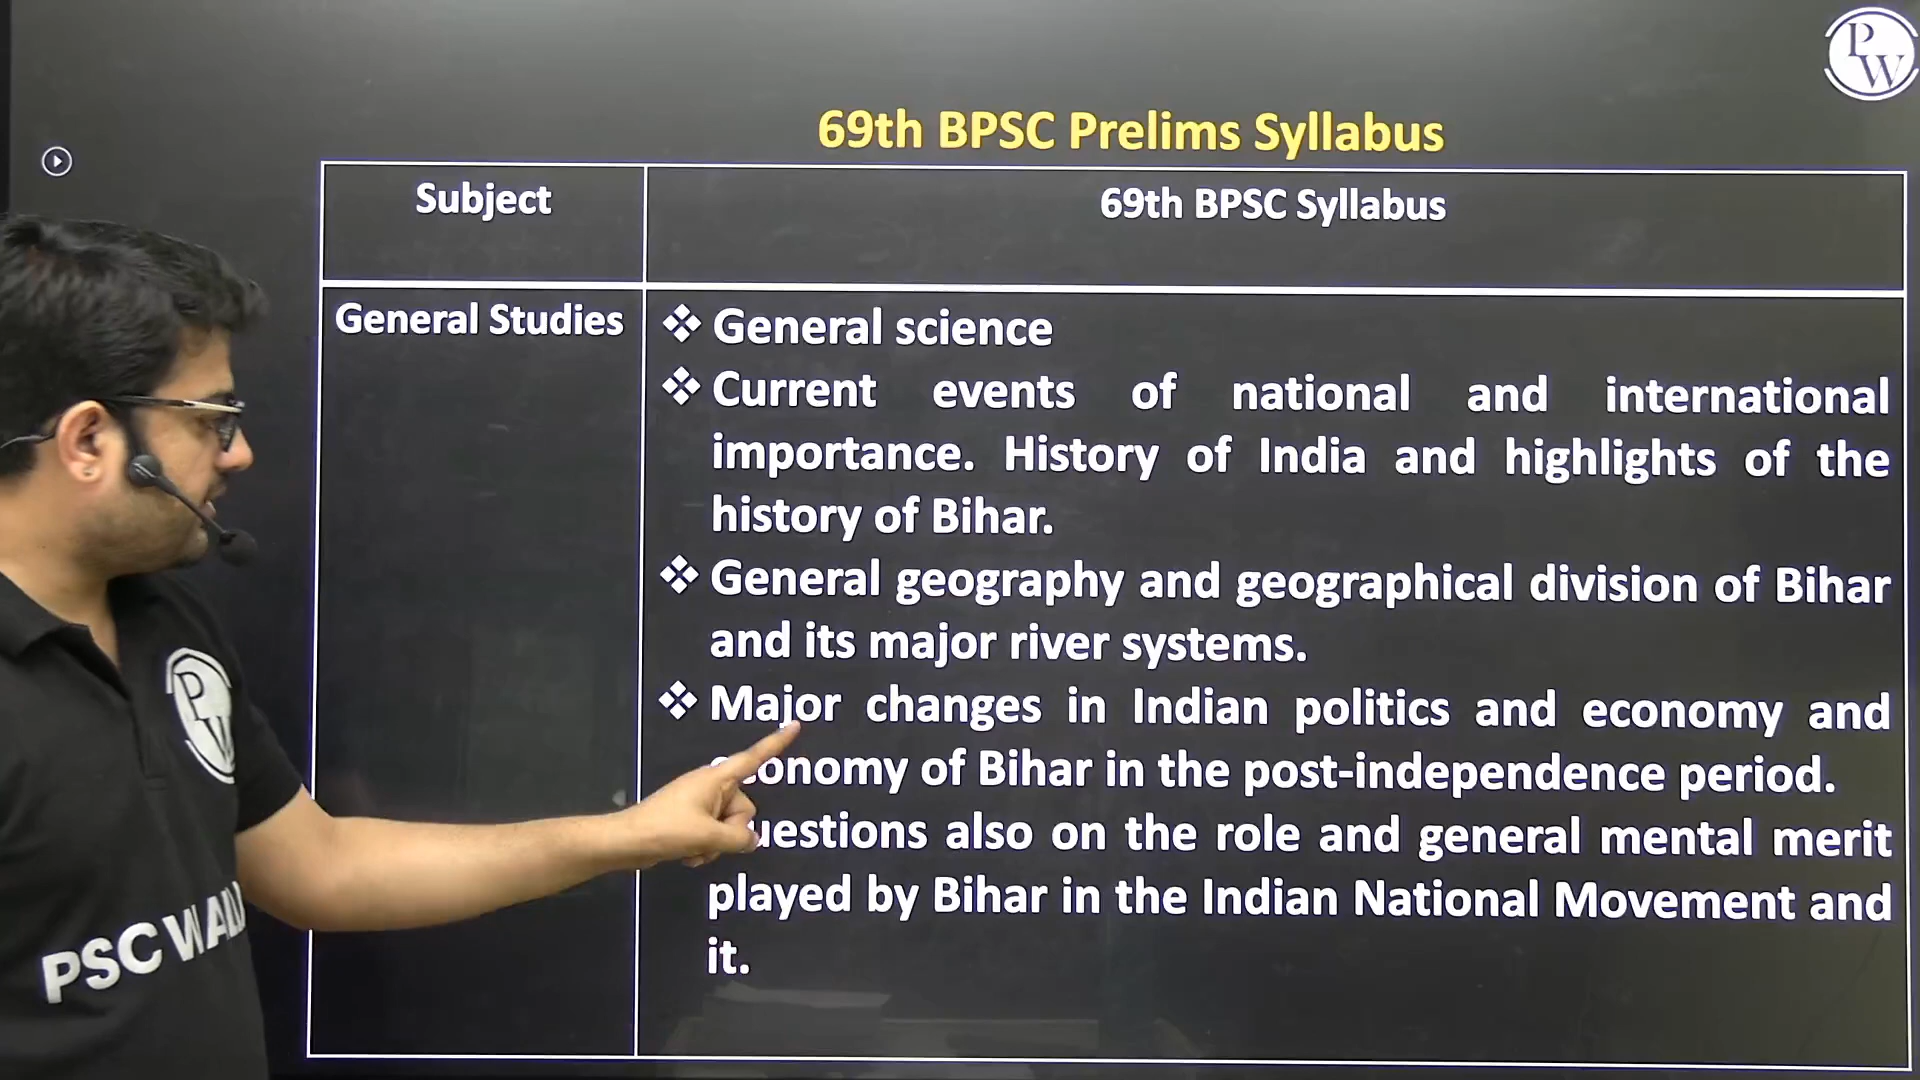 P
W
69th BPSC Prelims Syllabus
Subject
69th BPSC Syllabus
General Studies
❖ General science
❖ Current events of national and international
importance. History of India and highlights of the
history of Bihar.
❖ General geography and geographical division of Bihar
and its major river systems.
❖ Major changes in Indian politics and economy and
economy of Bihar in the post-independence period.
uestions also on the role and general mental merit
played by Bihar in the Indian National Movement and
it.
P
W
PSC WALL